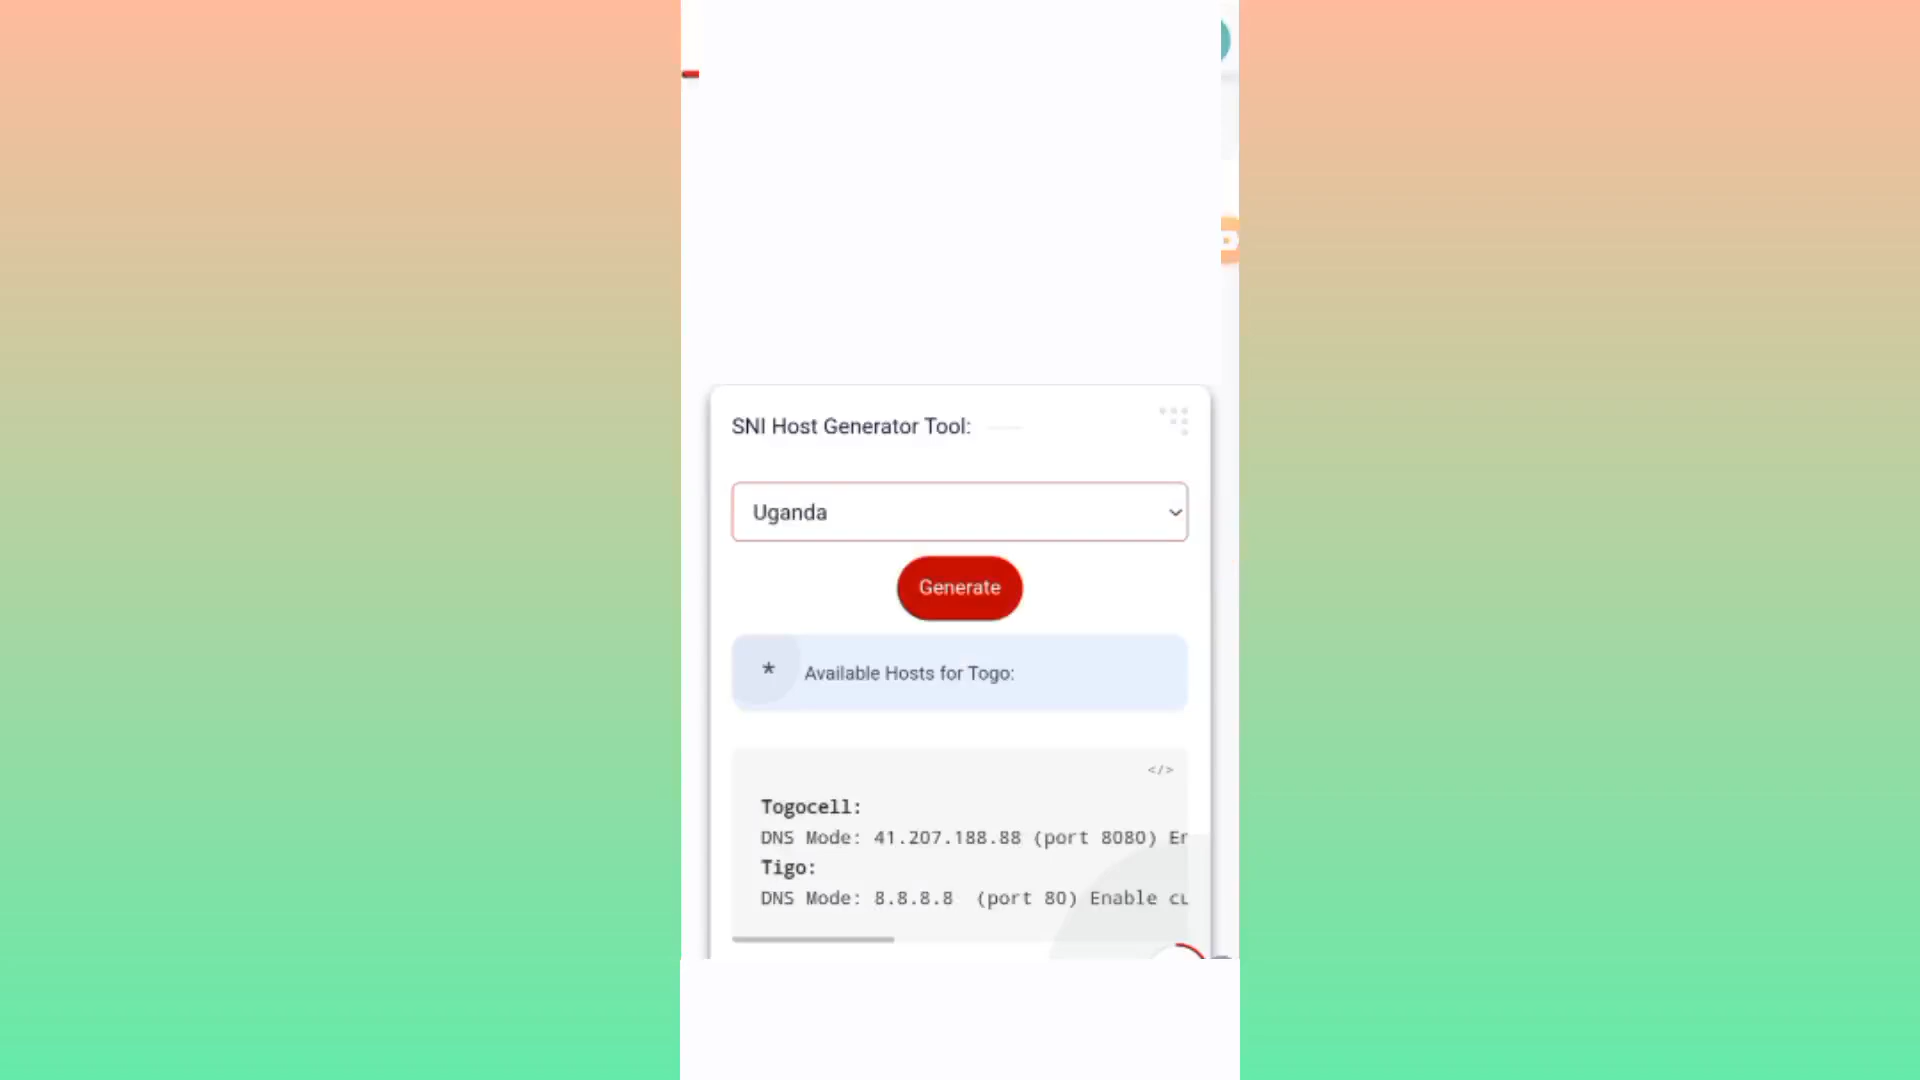 SNI Host Generator Tool:
Uganda
Generate
* Available Hosts for Togo:
</>
Togocell:
DNS Mode: 41.207.188.88 (port 8080)
Tigo:
DNS Mode: 8.8.8.8 (port 80) Enable